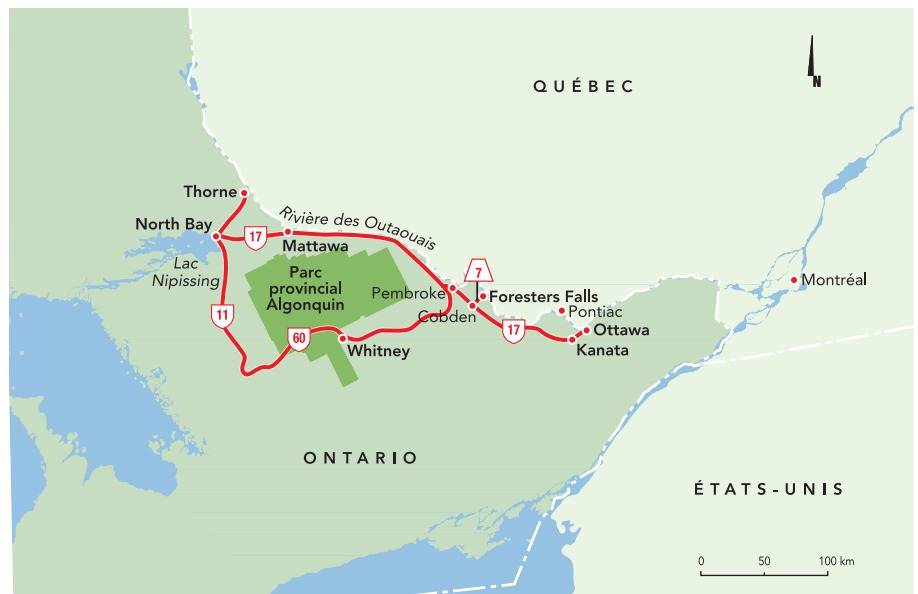 N
QUÉBEC
Thorne
Rivière des Outaouais
North Bay
17
Mattawa
Lac
Nipissing
Parc
provincial
Algonquin
7
Pembroke
Foresters Falls
Montréal
11
Cobden
Pontiac
60
17
Ottawa
Whitney
Kanata
ONTARIO
ÉTATS-UNIS
0 50 100 km